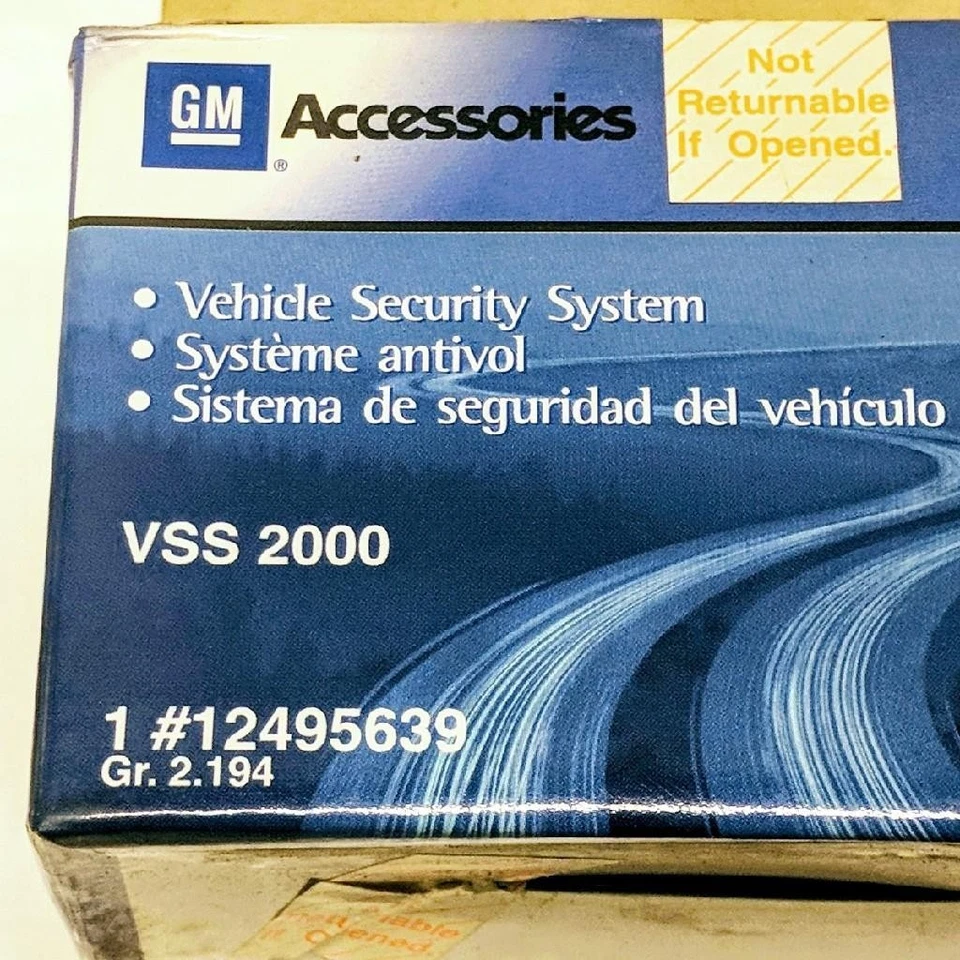 GM ® Accessories
Not
Returnable
If Opened.
• Vehicle Security System
• Système antivol
• Sistema de seguridad del vehículo
VSS 2000
1 #12495639
Gr. 2.194